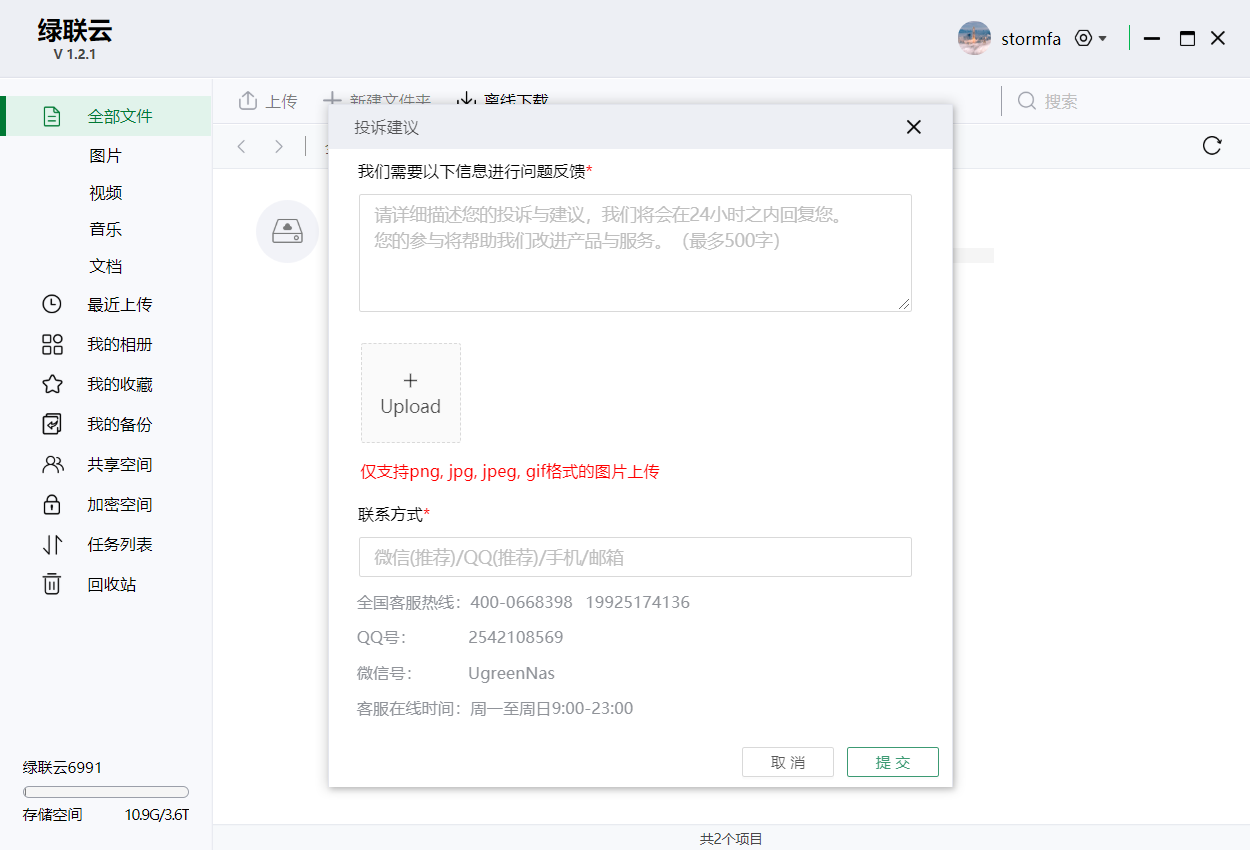 绿联云
V 1.2.1
stormfa
全部文件
图片
视频
音乐
文档
最近上传
我的相册
我的收藏
我的备份
共享空间
加密空间
任务列表
回收站
绿联云6991
存储空间 10.9G/3.6T
上传 新建文件夹 离线下载
搜索
投诉建议
我们需要以下信息进行问题反馈*
请详细描述您的投诉与建议，我们将会在24小时之内回复您。
您的参与将帮助我们改进产品与服务。（最多500字）
Upload
仅支持png, jpg, jpeg, gif格式的图片上传
联系方式*
微信(推荐)/QQ(推荐)/手机/邮箱
全国客服热线：400-0668398 19925174136
QQ号： 2542108569
微信号： UgreenNas
客服在线时间：周一至周日9:00-23:00
取 消 提 交
共2个项目